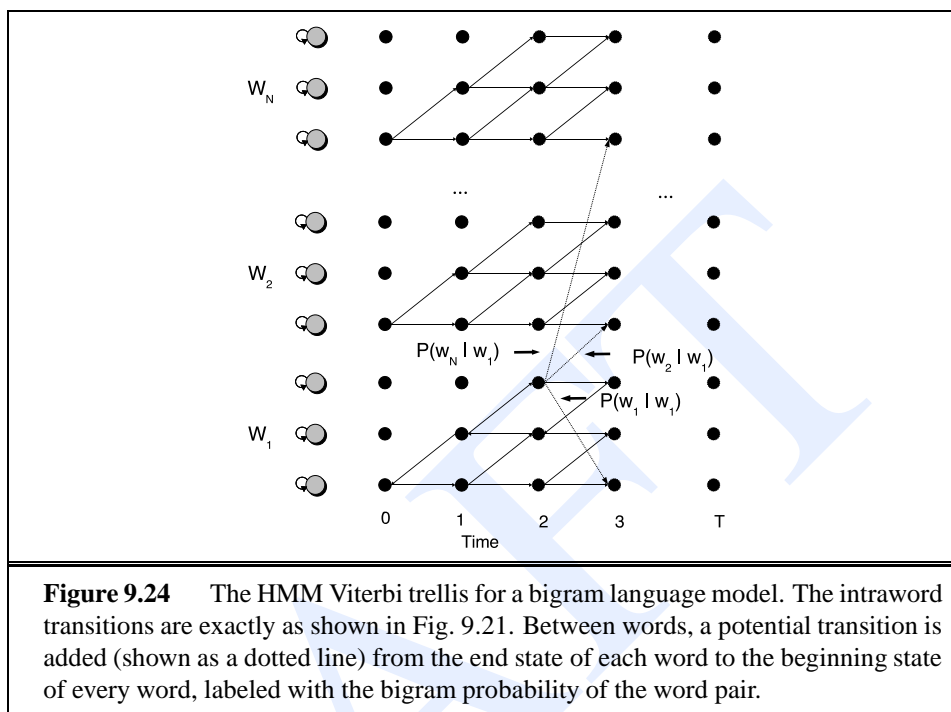 W_N
...
...
W_2
P(w_N | w_1)
P(w_2 | w_1)
P(w_1 | w_1)
W_1
0 1 2 3 T
Time
Figure 9.24 The HMM Viterbi trellis for a bigram language model. The intraword
transitions are exactly as shown in Fig. 9.21. Between words, a potential transition is
added (shown as a dotted line) from the end state of each word to the beginning state
of every word, labeled with the bigram probability of the word pair.
AFT